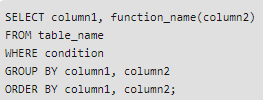 SELECT column1, function_name(column2)
FROM table_name
WHERE condition
GROUP BY column1, column2
ORDER BY column1, column2;